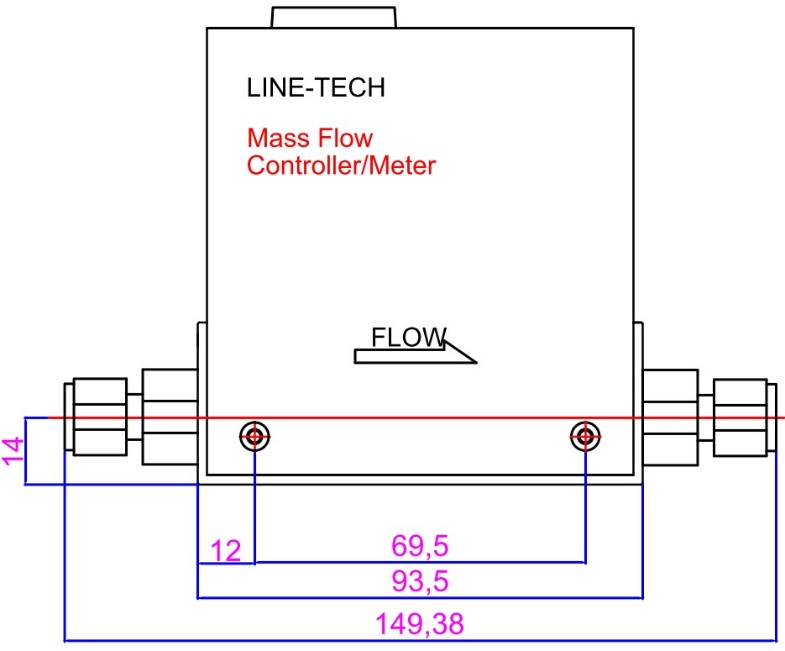 LINE-TECH
Mass Flow
Controller/Meter
FLOW
14
12
69,5
93,5
149,38